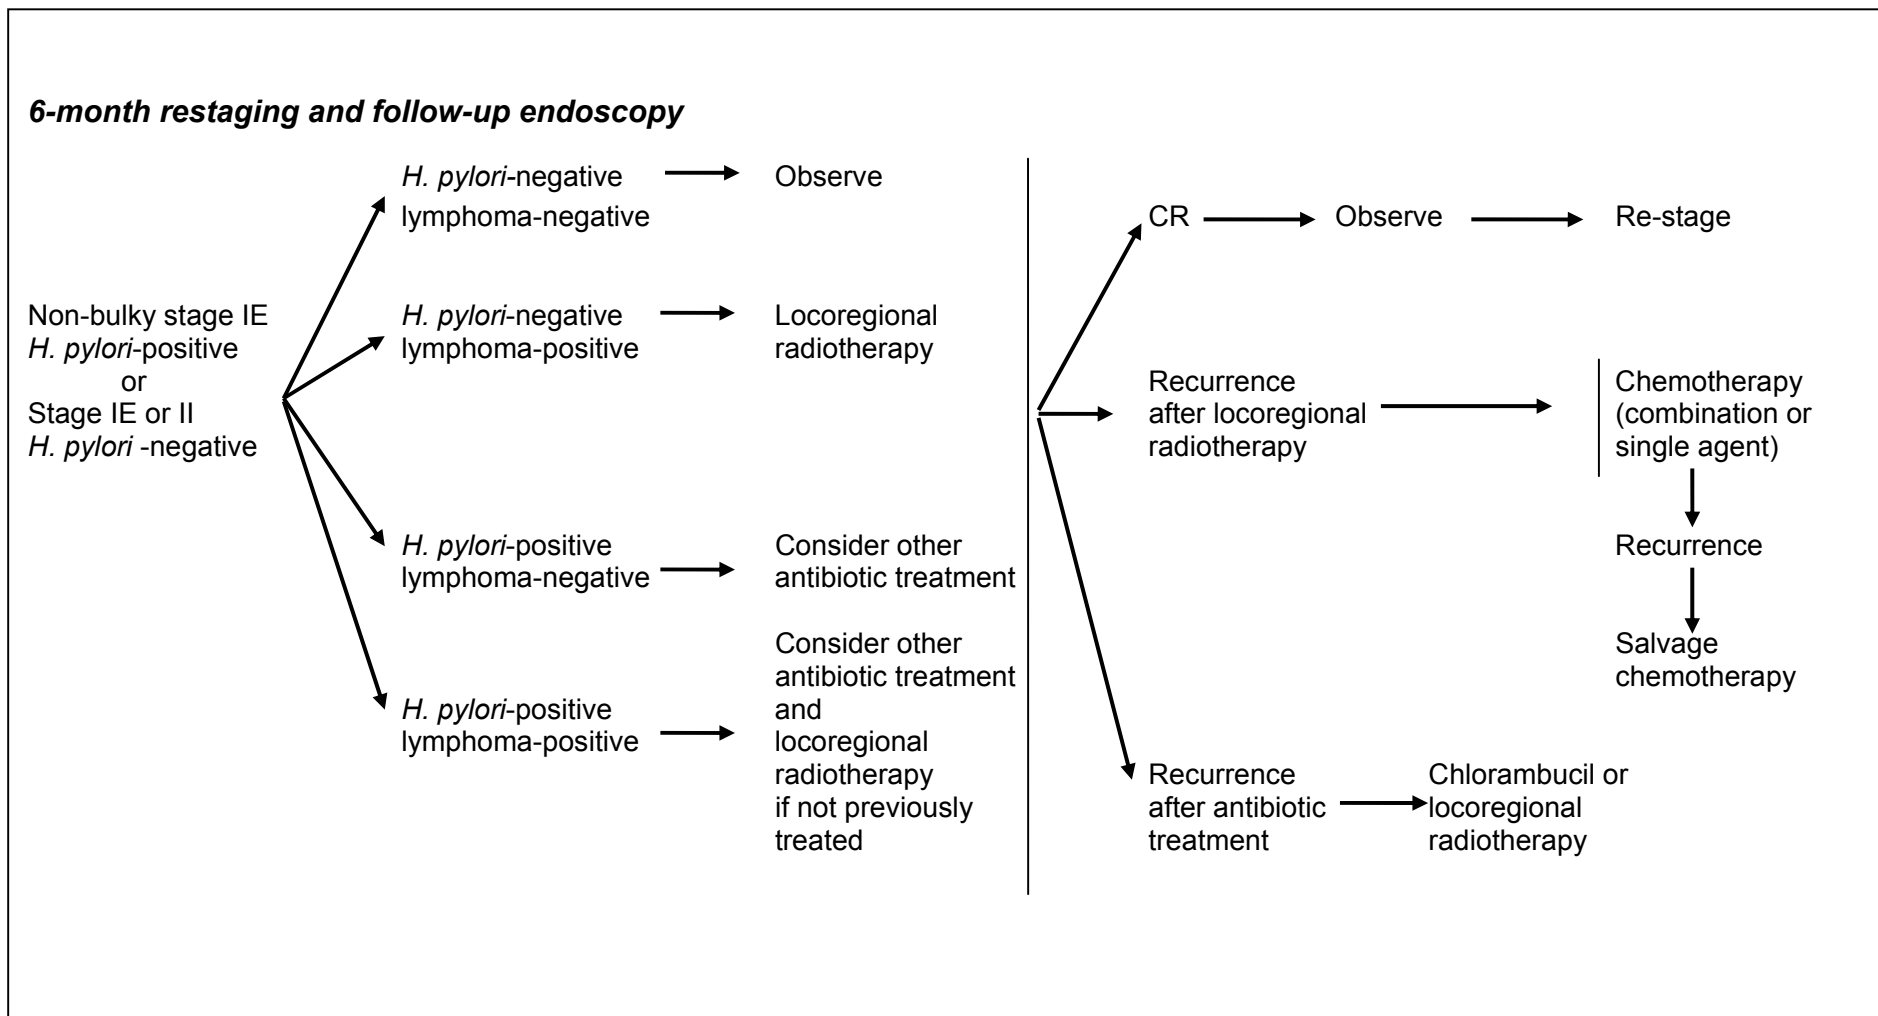 6-month restaging and follow-up endoscopy
Non-bulky stage IE
H. pylori-positive
or
Stage IE or II
H. pylori -negative
H. pylori-negative
lymphoma-negative
Observe
H. pylori-negative
lymphoma-positive
Locoregional
radiotherapy
H. pylori-positive
lymphoma-negative
Consider other
antibiotic treatment
H. pylori-positive
lymphoma-positive
Consider other
antibiotic treatment
and
locoregional
radiotherapy
if not previously
treated
CR
Observe
Re-stage
Recurrence
after locoregional
radiotherapy
Chemotherapy
(combination or
single agent)
Recurrence
Salvage
chemotherapy
Recurrence
after antibiotic
treatment
Chlorambucil or
locoregional
radiotherapy